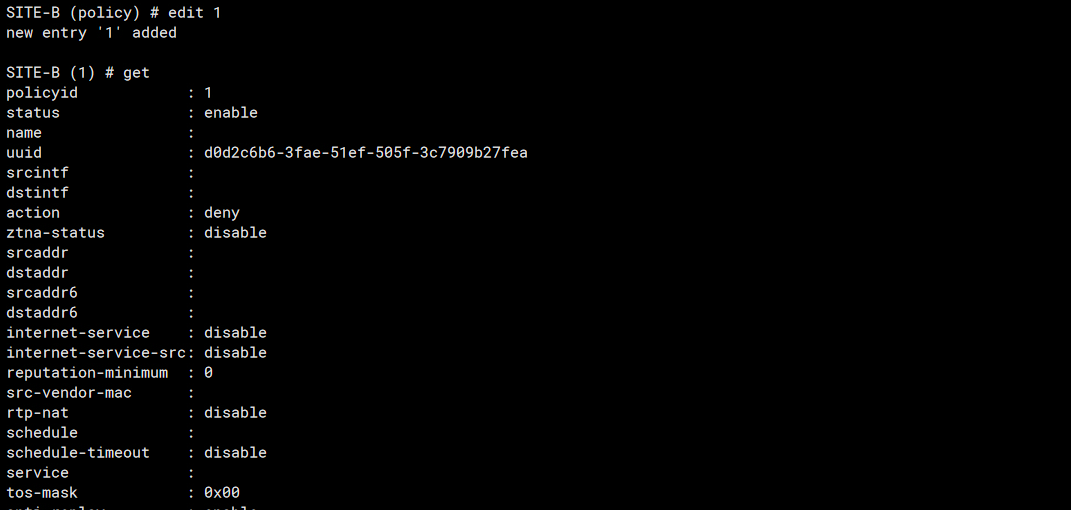 SITE-B (policy) # edit 1
new entry '1' added
SITE-B (1) # get
policyid : 1
status : enable
name :
uuid : d0d2c6b6-3fae-51ef-505f-3c7909b27fea
srcintf :
dstintf :
action : deny
ztna-status : disable
srcaddr :
dstaddr :
srcaddr6 :
dstaddr6 :
internet-service : disable
internet-service-src: disable
reputation-minimum : 0
src-vendor-mac :
rtp-nat : disable
schedule :
schedule-timeout : disable
service :
tos-mask : 0x00